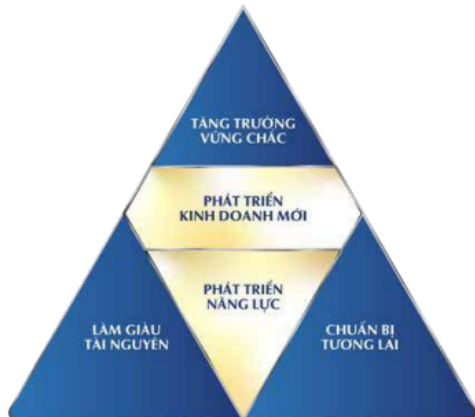 TĂNG TRƯỞNG
VỮNG CHẮC
PHÁT TRIỂN
KINH DOANH MỚI
PHÁT TRIỂN
NĂNG LỰC
LÀM GIÀU
TÀI NGUYÊN
CHUẨN BỊ
TƯƠNG LAI